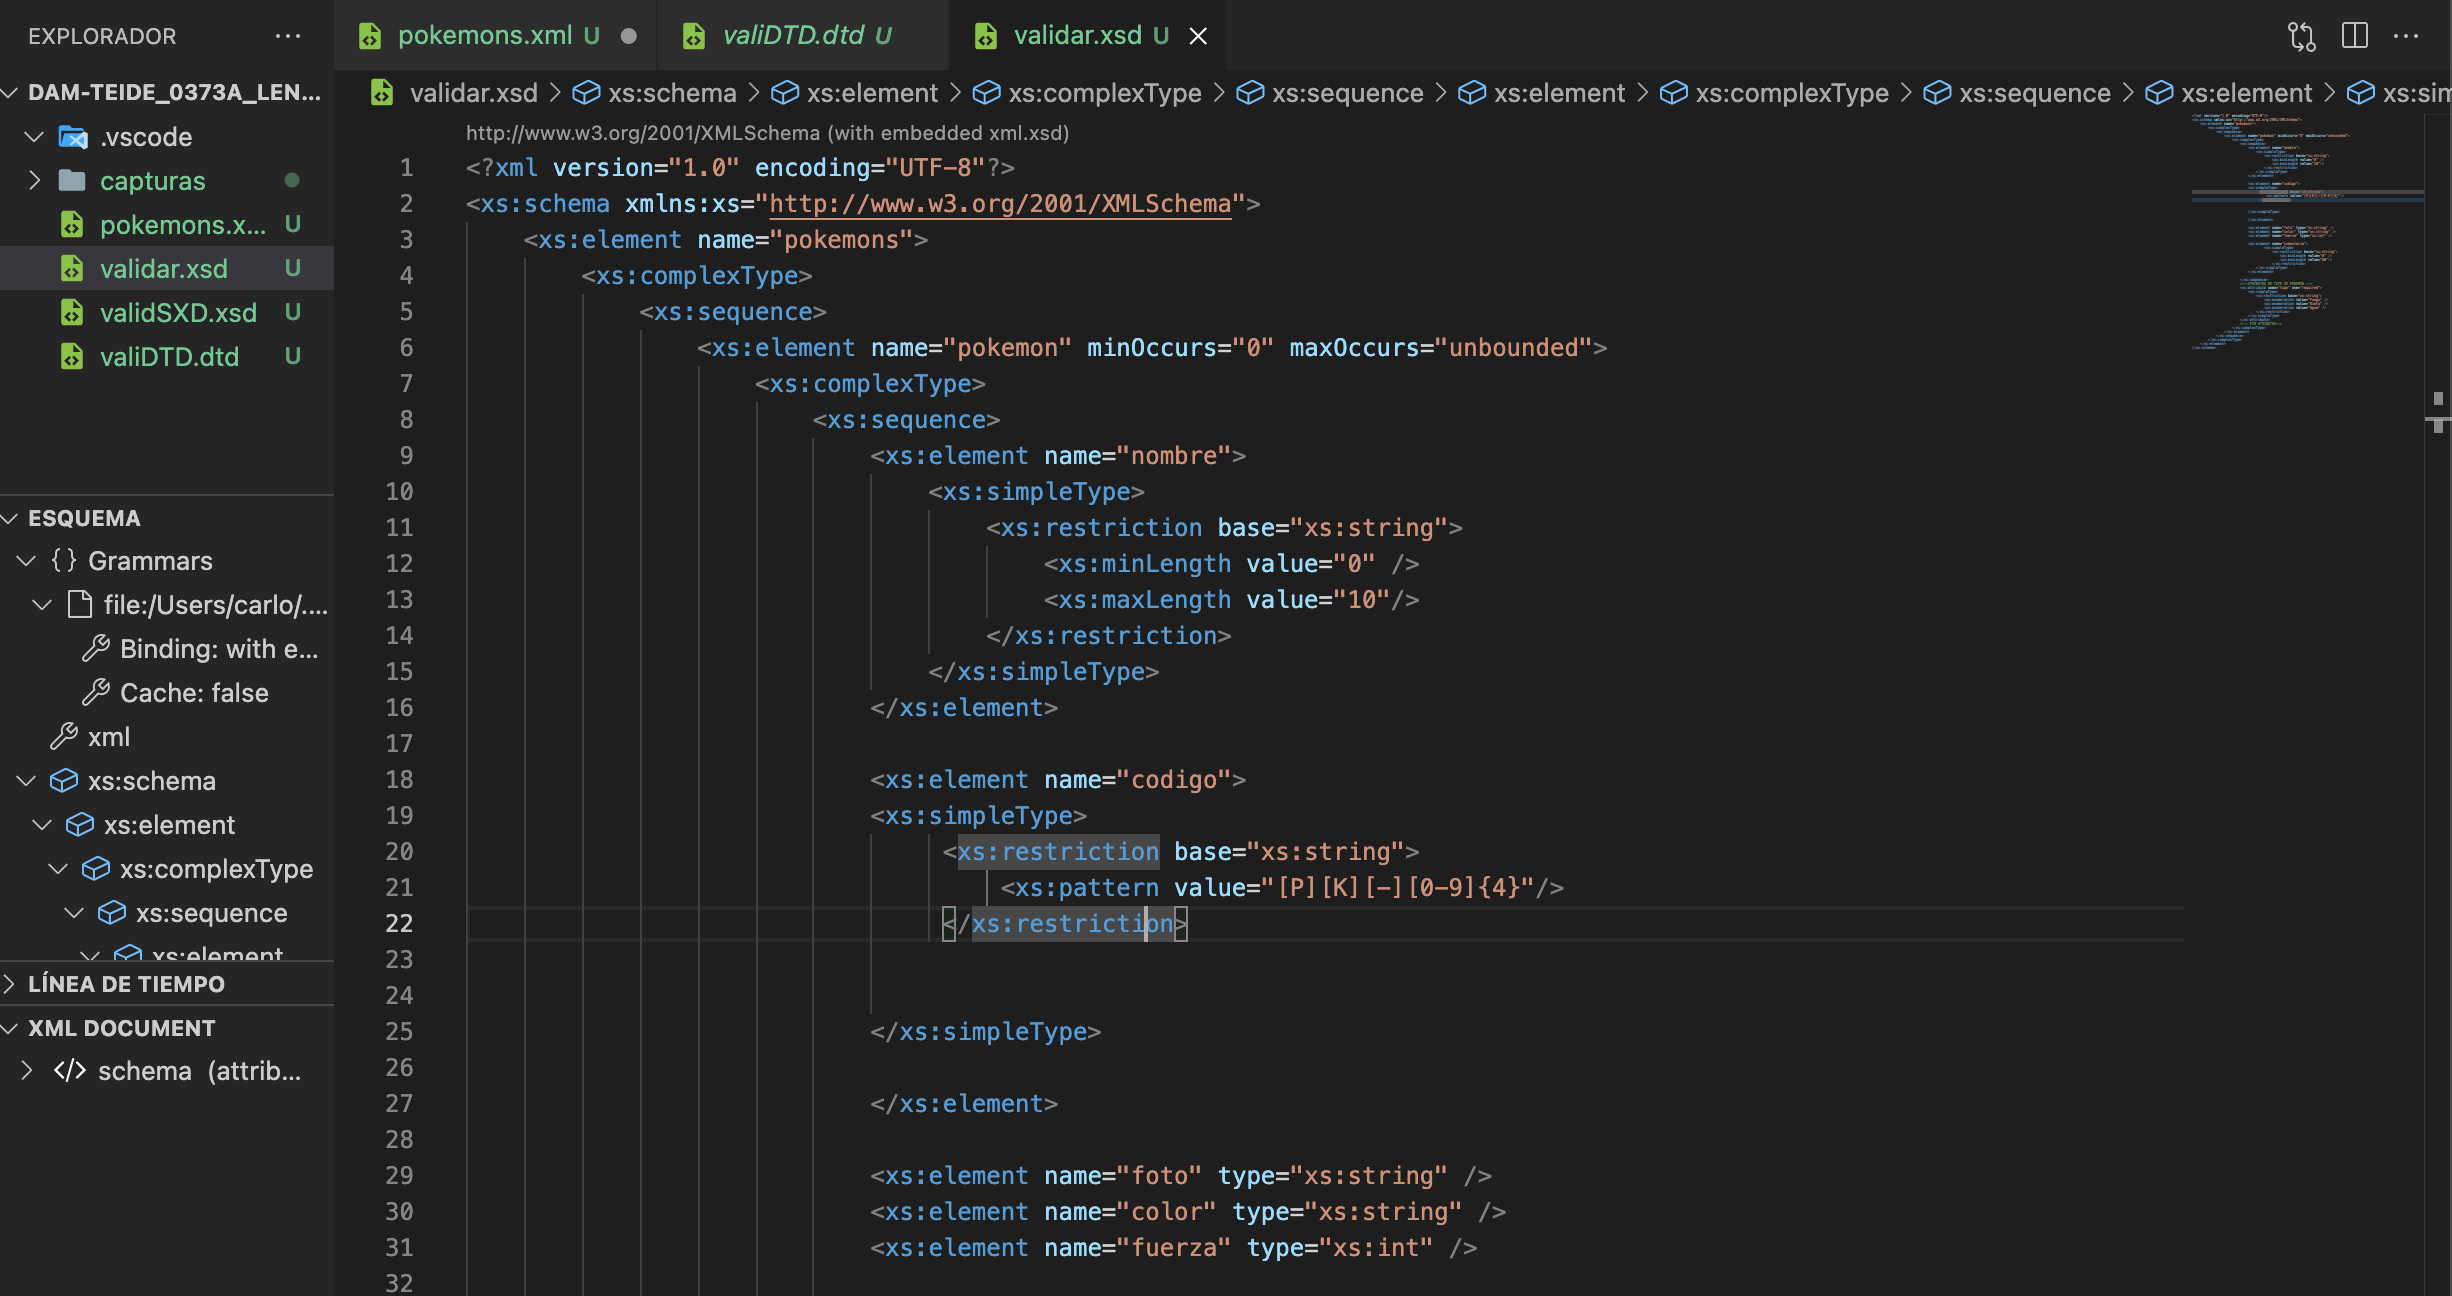 EXPLORADOR
DAM-TEIDE_0373A_LEN...
.vscode
capturas
pokemons.x... U
validar.xsd U
validSXD.xsd U
valiDTD.dtd U
ESQUEMA
{} Grammars
file:/Users/carlo/....
Binding: with e...
Cache: false
xml
xs:schema
xs:element
xs:complexType
xs:sequence
xs:element
LÍNEA DE TIEMPO
XML DOCUMENT
</> schema (attrib...
pokemons.xml U ●
valiDTD.dtd U
validar.xsd U
validar.xsd > xs:schema > xs:element > xs:complexType > xs:sequence > xs:element > xs:complexType > xs:sequence > xs:element > xs:sim
http://www.w3.org/2001/XMLSchema (with embedded xml.xsd)
1 <?xml version="1.0" encoding="UTF-8"?>
2 <xs:schema xmlns:xs="http://www.w3.org/2001/XMLSchema">
3 <xs:element name="pokemons">
4 <xs:complexType>
5 <xs:sequence>
6 <xs:element name="pokemon" minOccurs="0" maxOccurs="unbounded">
7 <xs:complexType>
8 <xs:sequence>
9 <xs:element name="nombre">
10 <xs:simpleType>
11 <xs:restriction base="xs:string">
12 <xs:minLength value="0" />
13 <xs:maxLength value="10"/>
14 </xs:restriction>
15 </xs:simpleType>
16 </xs:element>
17
18 <xs:element name="codigo">
19 <xs:simpleType>
20 <xs:restriction base="xs:string">
21 <xs:pattern value="[P][K][-][0-9]{4}"/>
22 </xs:restriction>
23
24
25 </xs:simpleType>
26
27 </xs:element>
28
29 <xs:element name="foto" type="xs:string" />
30 <xs:element name="color" type="xs:string" />
31 <xs:element name="fuerza" type="xs:int" />
32